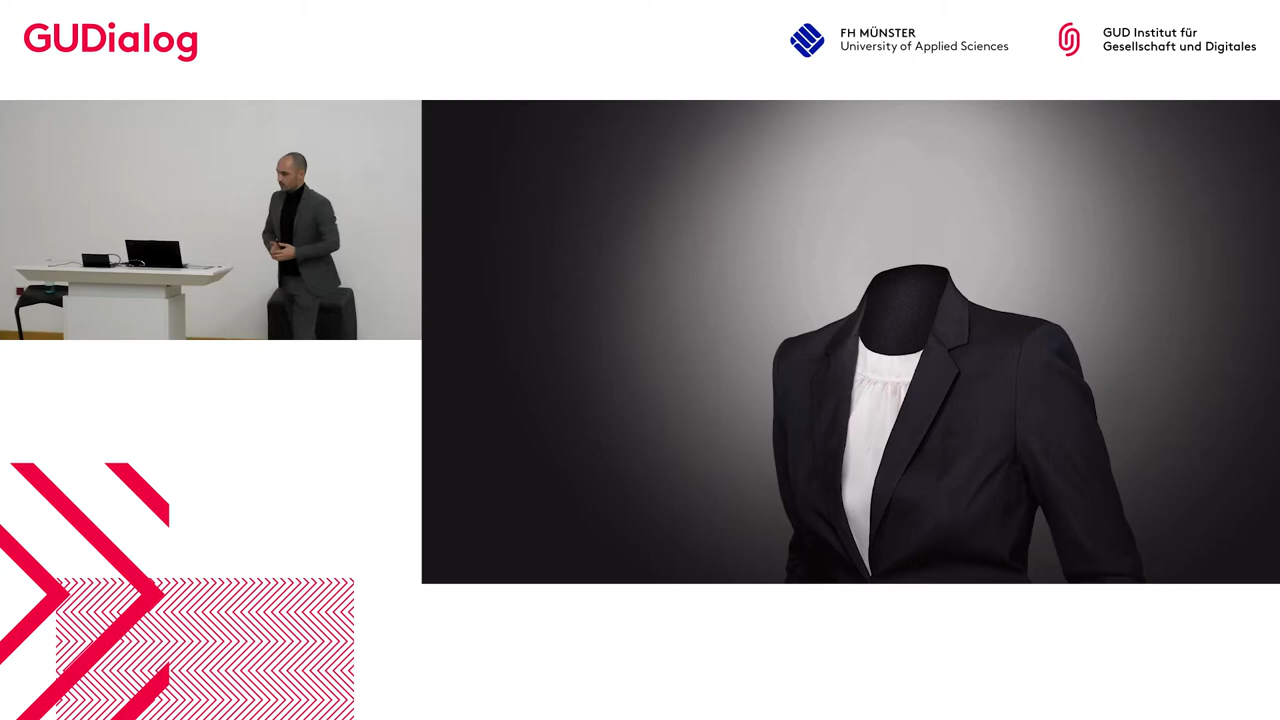 GUDialog
FH MÜNSTER
University of Applied Sciences
GUD Institut für
Gesellschaft und Digitales